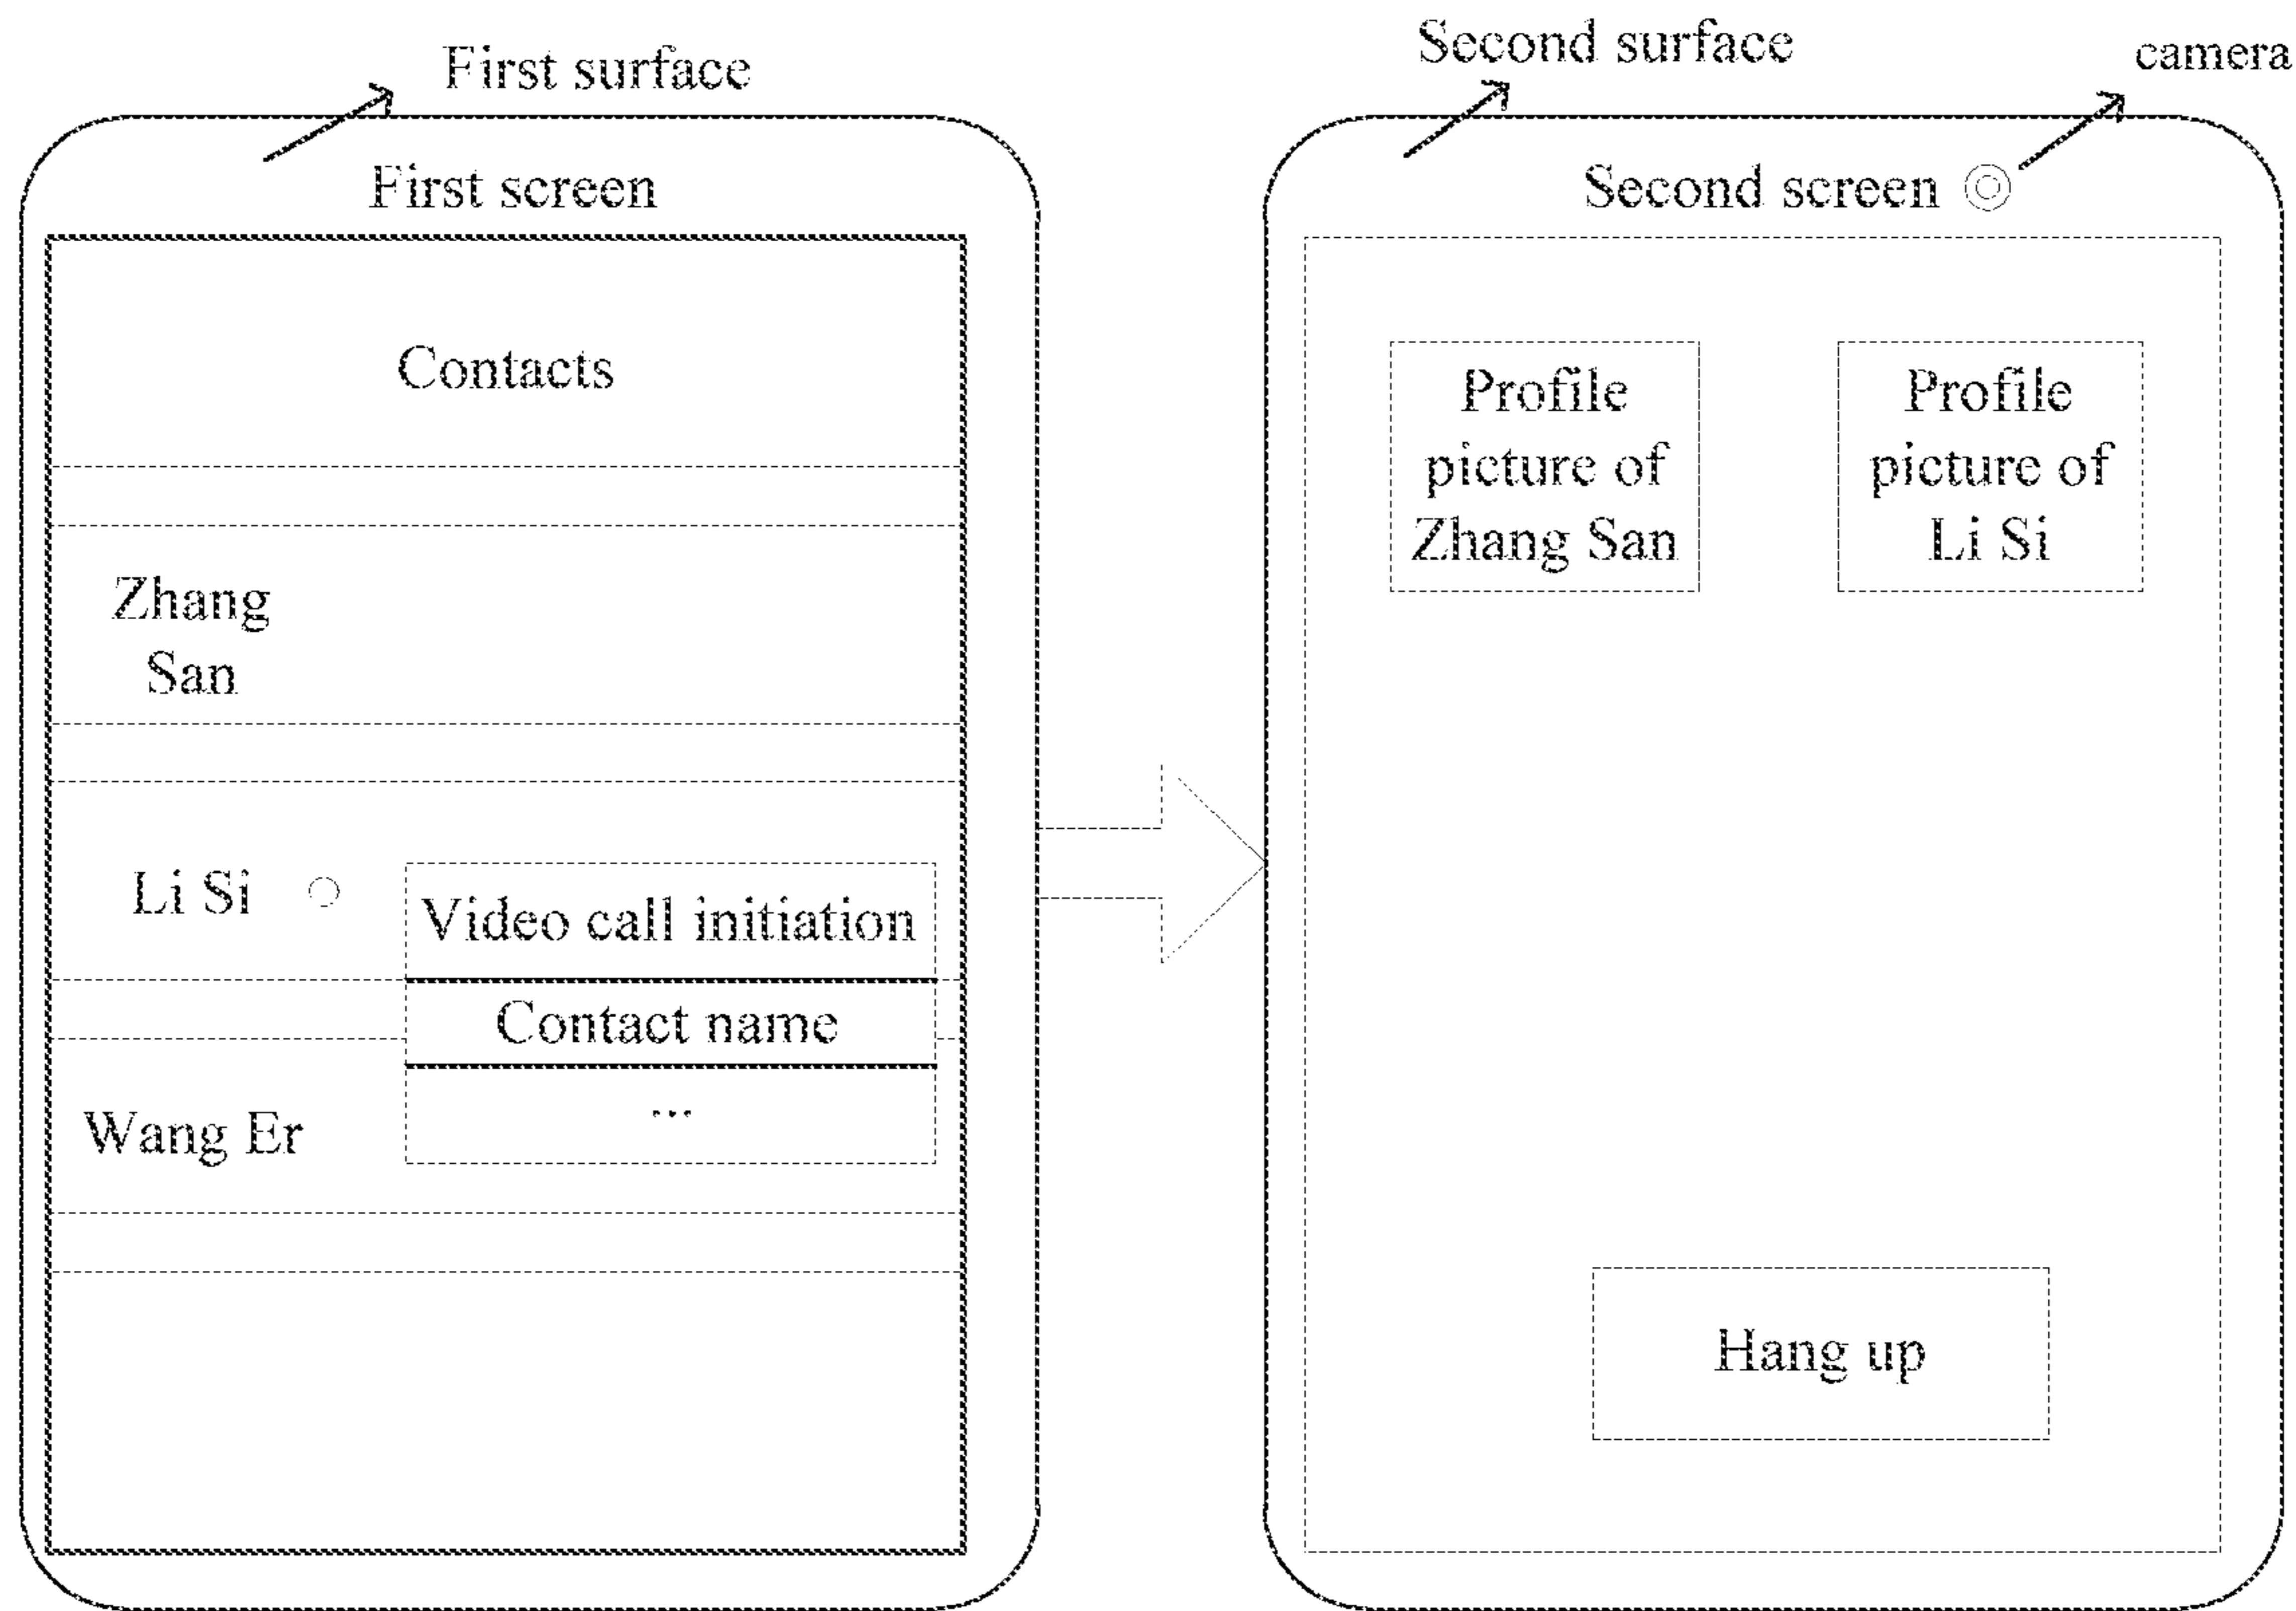 First surface
First screen
Contacts
Zhang
San
Li Si
Video call initiation
Contact name
...
Wang Er
Second surface
camera
Second screen
Profile
picture of
Zhang San
Profile
picture of
Li Si
Hang up